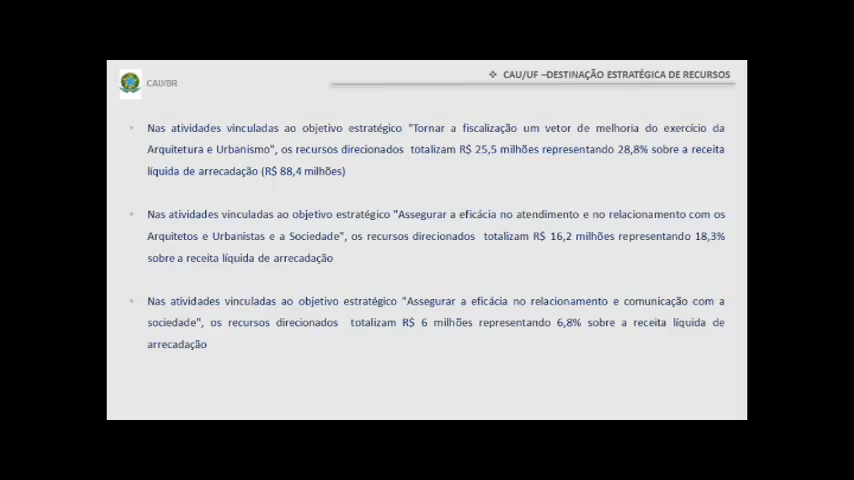 CAU/BR
❖ CAU/UF –DESTINAÇÃO ESTRATÉGICA DE RECURSOS
• Nas atividades vinculadas ao objetivo estratégico "Tornar a fiscalização um vetor de melhoria do exercício da
Arquitetura e Urbanismo", os recursos direcionados totalizam R$ 25,5 milhões representando 28,8% sobre a receita
líquida de arrecadação (R$ 88,4 milhões)
• Nas atividades vinculadas ao objetivo estratégico "Assegurar a eficácia no atendimento e no relacionamento com os
Arquitetos e Urbanistas e a Sociedade", os recursos direcionados totalizam R$ 16,2 milhões representando 18,3%
sobre a receita líquida de arrecadação
• Nas atividades vinculadas ao objetivo estratégico "Assegurar a eficácia no relacionamento e comunicação com a
sociedade", os recursos direcionados totalizam R$ 6 milhões representando 6,8% sobre a receita líquida de
arrecadação